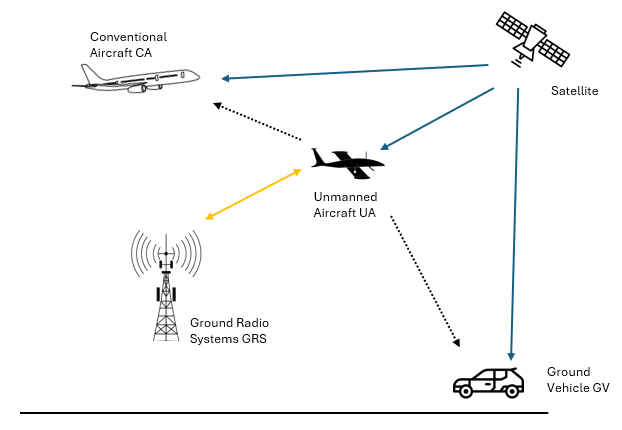 Conventional
Aircraft CA
Satellite
Unmanned
Aircraft UA
Ground Radio
Systems GRS
Ground
Vehicle GV